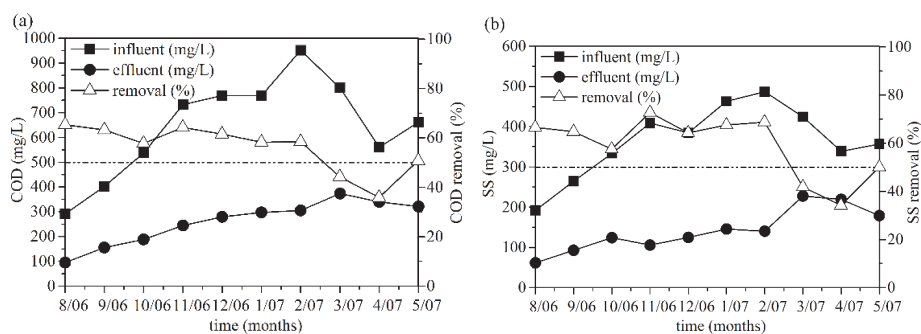 (a)
1000
900
800
700
600
500
400
300
200
100
0
COD (mg/L)
influent (mg/L)
effluent (mg/L)
removal (%)
100
80
60
40
20
0
COD removal (%)
8/06 9/06 10/06 11/06 12/06 1/07 2/07 3/07 4/07 5/07
time (months)
(b)
600
500
400
300
200
100
0
SS (mg/L)
influent (mg/L)
effluent (mg/L)
removal (%)
100
80
60
40
20
0
SS removal (%)
8/06 9/06 10/06 11/06 12/06 1/07 2/07 3/07 4/07 5/07
time (months)